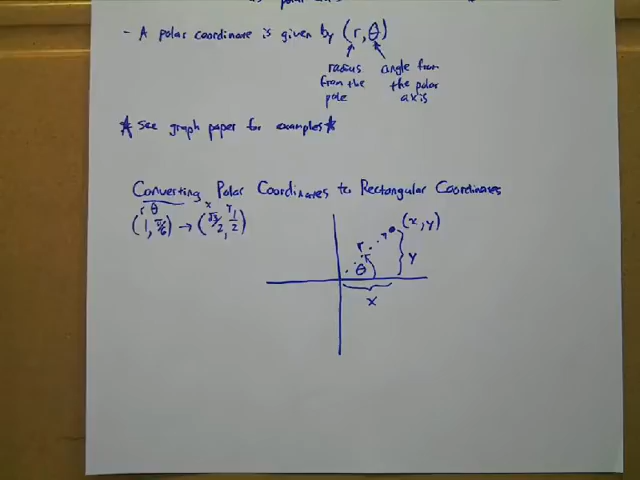 - A polar coordinate is given by (r, θ)
radius from the pole
angle from the polar axis
* See graph paper for examples *
Converting Polar Coordinates to Rectangular Coordinates
r θ x y
(1, π/6) → (√3/2, 1/2)
(x, y)
r
θ
y
x